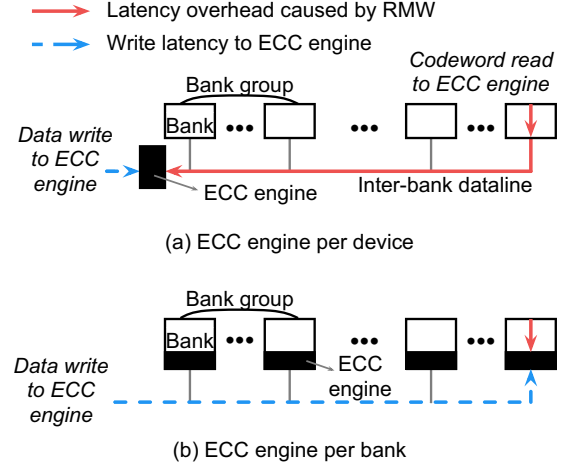 Latency overhead caused by RMW
Write latency to ECC engine
Codeword read
to ECC engine
Bank group
Bank
Data write
to ECC
engine
Inter-bank dataline
ECC engine
(a) ECC engine per device
Bank group
Bank
Data write
to ECC
engine
ECC
engine
(b) ECC engine per bank